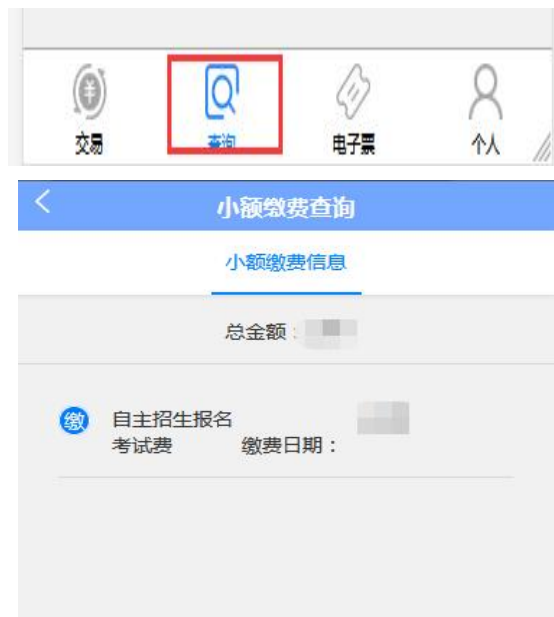 交易 查询 电子票 个人
小额缴费查询
小额缴费信息
总金额：
缴 自主招生报名
考试费 缴费日期：